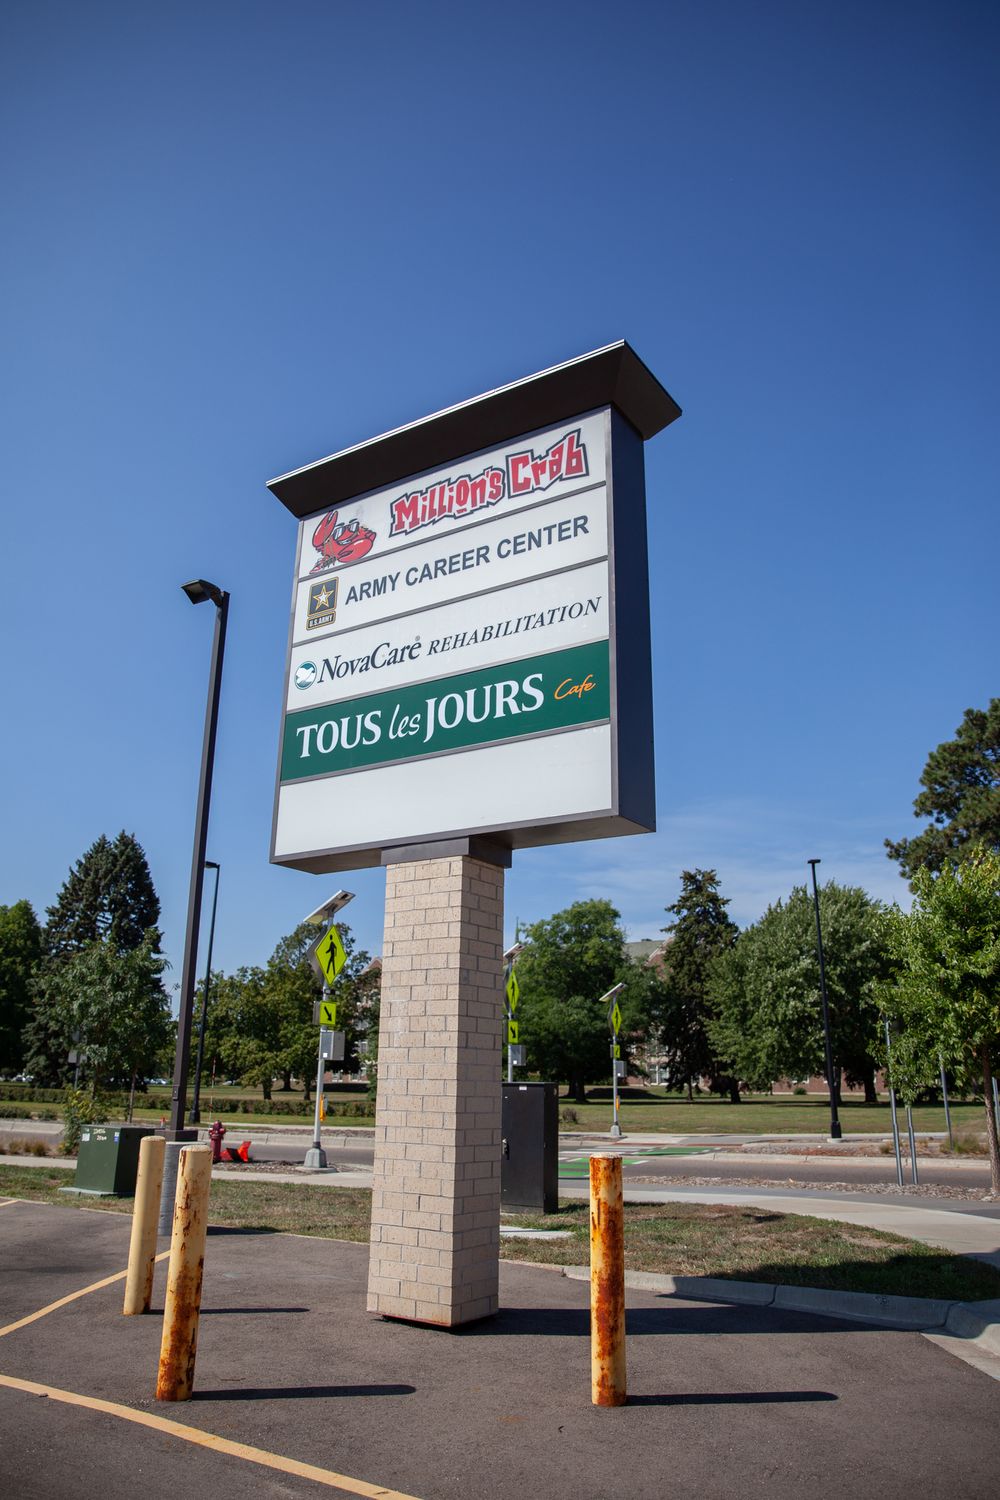 Million's Crab
U.S.ARMY
ARMY CAREER CENTER
NovaCare® REHABILITATION
TOUS les JOURS Cafe